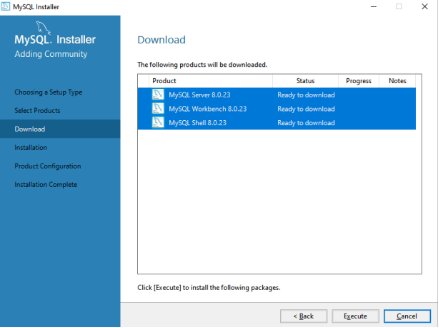 MySQL Installer
MySQL. Installer
Adding Community
Choosing a Setup Type
Select Products
Download
Installation
Product Configuration
Installation Complete
Download
The following products will be downloaded.
Product Status Progress Notes
MySQL Server 8.0.23 Ready to download
MySQL Workbench 8.0.23 Ready to download
MySQL Shell 8.0.23 Ready to download
Click [Execute] to install the following packages.
< Back Execute Cancel